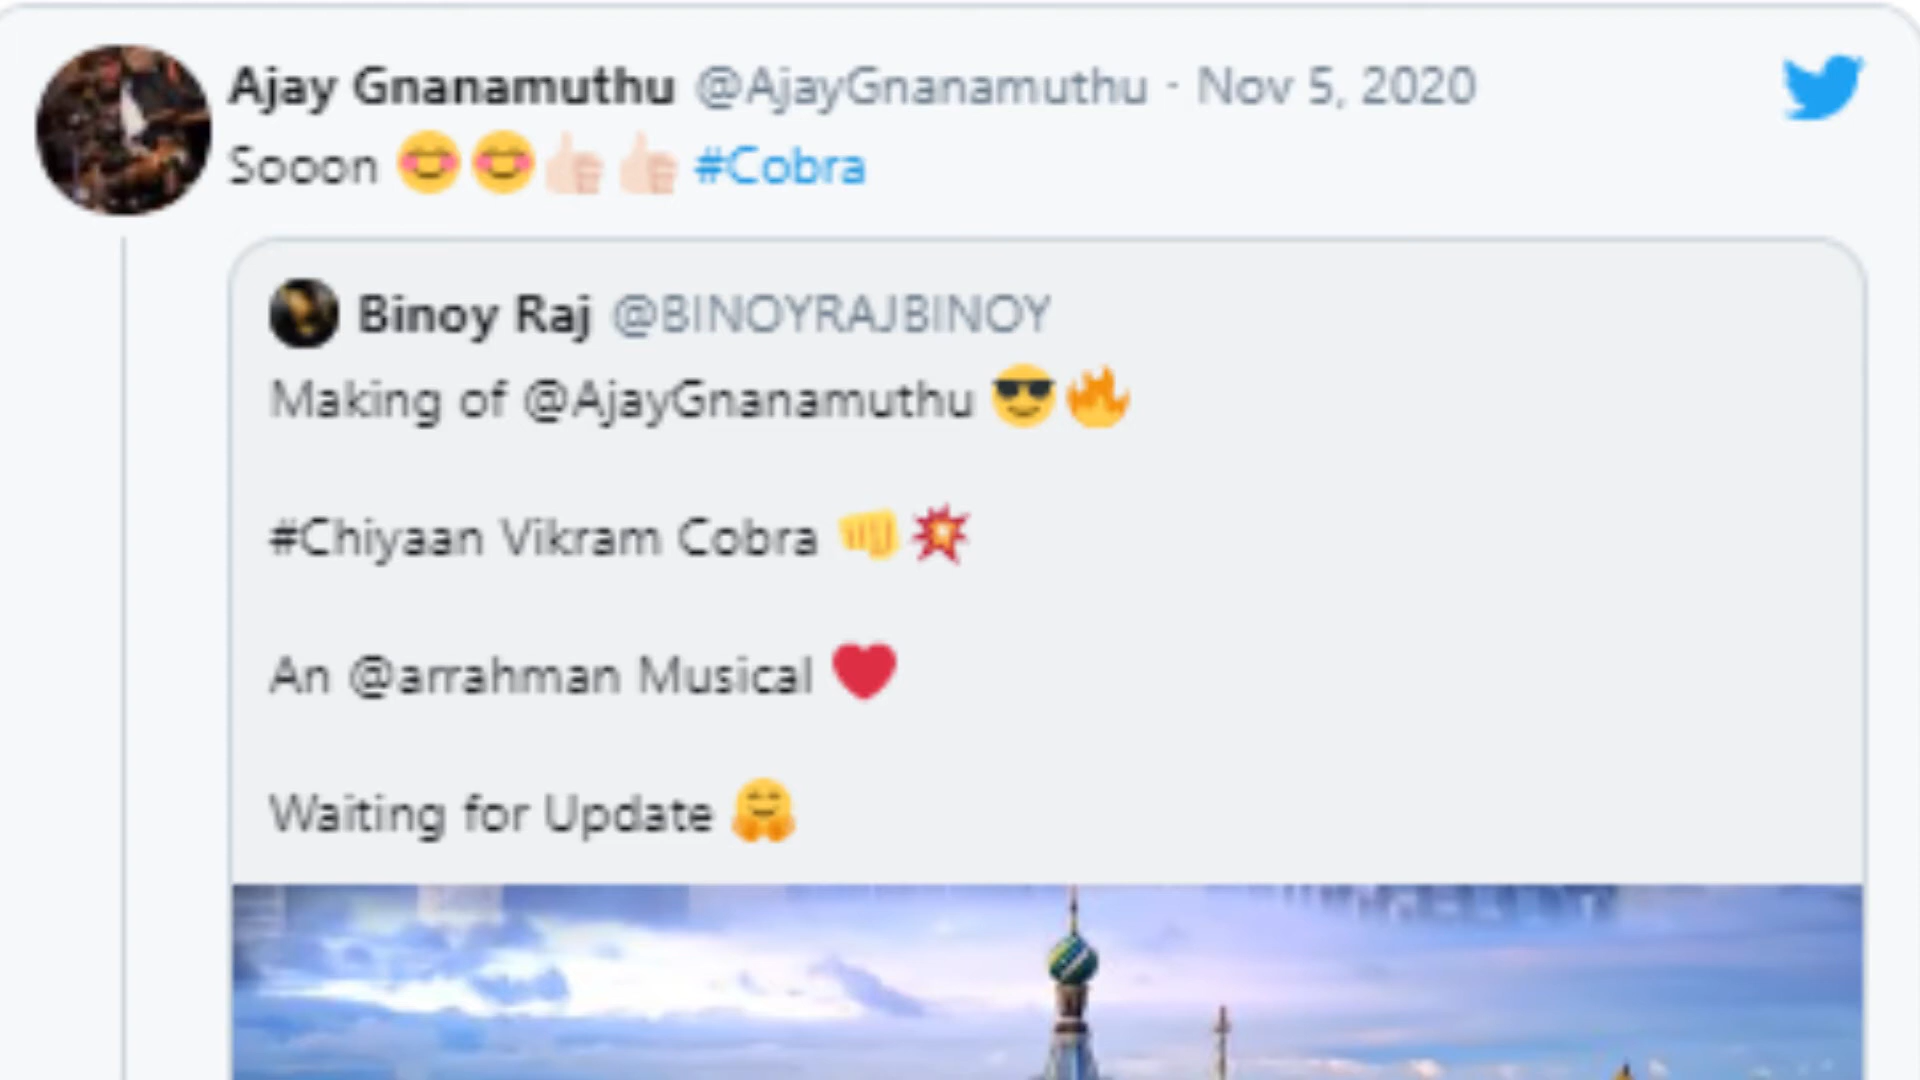 Ajay Gnanamuthu @AjayGnanamuthu · Nov 5, 2020
Sooon 😊😊👍🏻👍🏻 #Cobra
Binoy Raj @BINOYRAJBINOY
Making of @AjayGnanamuthu 😎🔥
#Chiyaan Vikram Cobra 👊💥
An @arrahman Musical ❤️
Waiting for Update 🤗